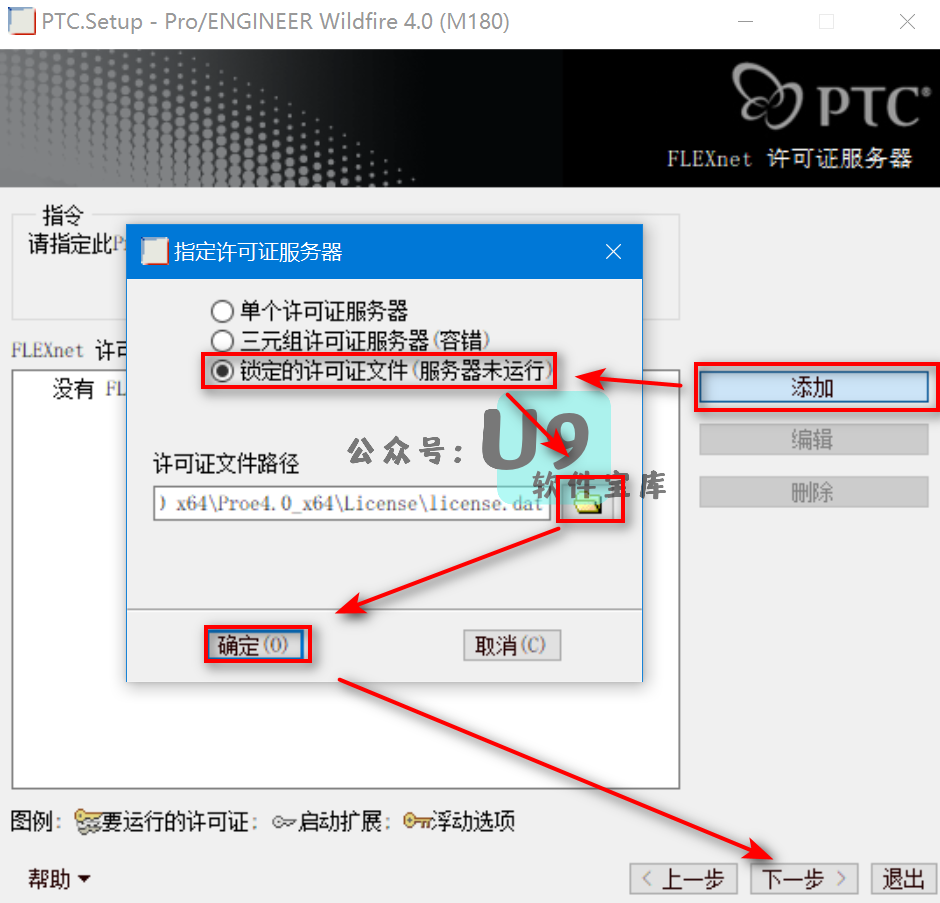 PTC.Setup - Pro/ENGINEER Wildfire 4.0 (M180)
PTC®
FLEXnet 许可证服务器
指令
请指定此P
指定许可证服务器
单个许可证服务器
三元组许可证服务器(容错)
锁定的许可证文件(服务器未运行)
FLEXnet 许可
没有 FL
添加
编辑
删除
公众号：U9
软件宝库
许可证文件路径
) x64\Proe4.0_x64\License\license.dat
确定(O)
取消(C)
图例: 要运行的许可证: 启动扩展: 浮动选项
帮助
< 上一步
下一步 >
退出